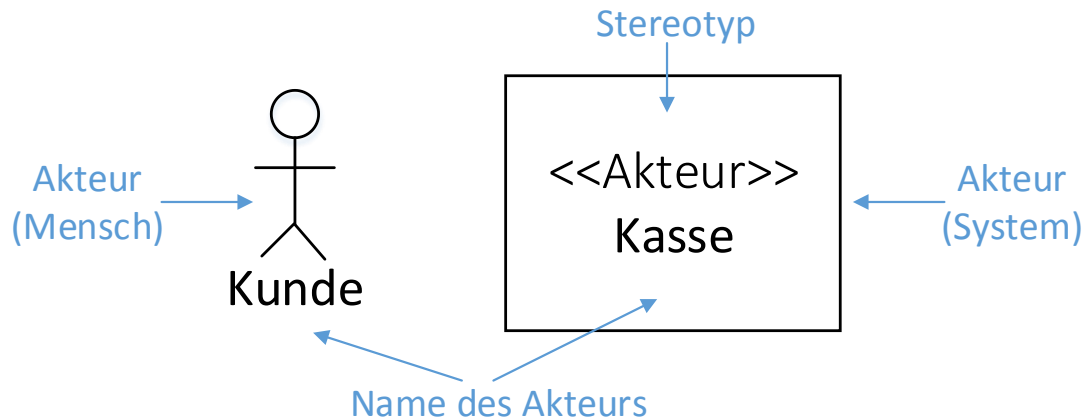 Stereotyp
<<Akteur>>
Kasse
Akteur
(Mensch)
Kunde
Akteur
(System)
Name des Akteurs